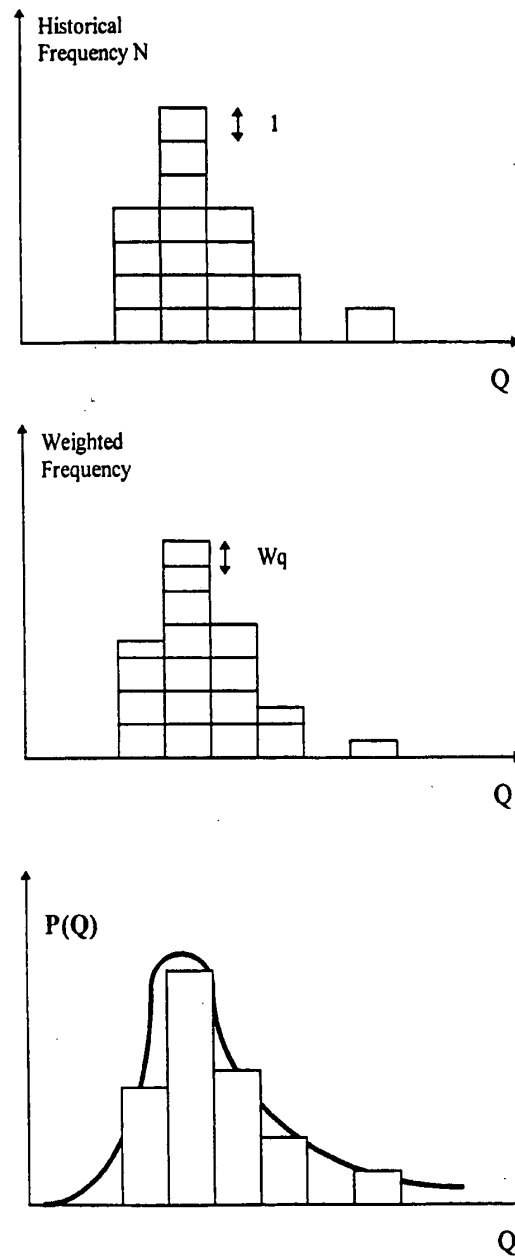 Historical
Frequency N
1
Q
Weighted
Frequency
Wq
Q
P(Q)
Q